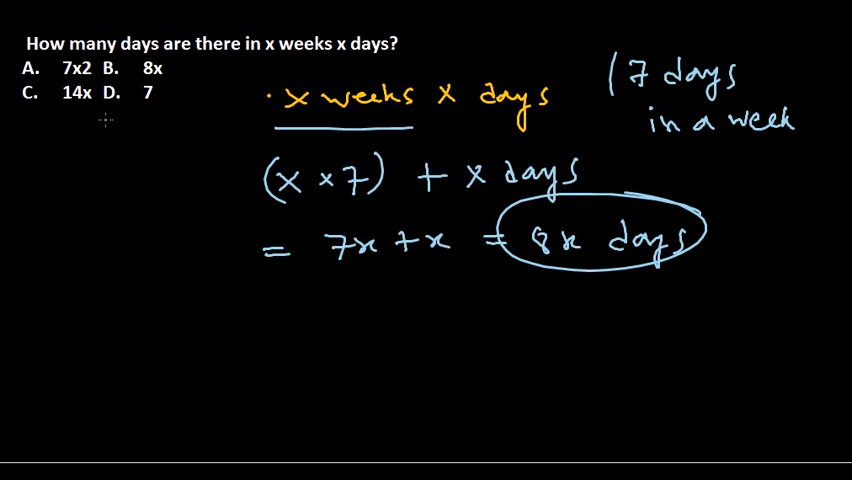 How many days are there in x weeks x days?
A. 7x2 B. 8x
C. 14x D. 7
x weeks x days
(7 days
in a week
(x × 7) + x days
= 7x + x = 8x days